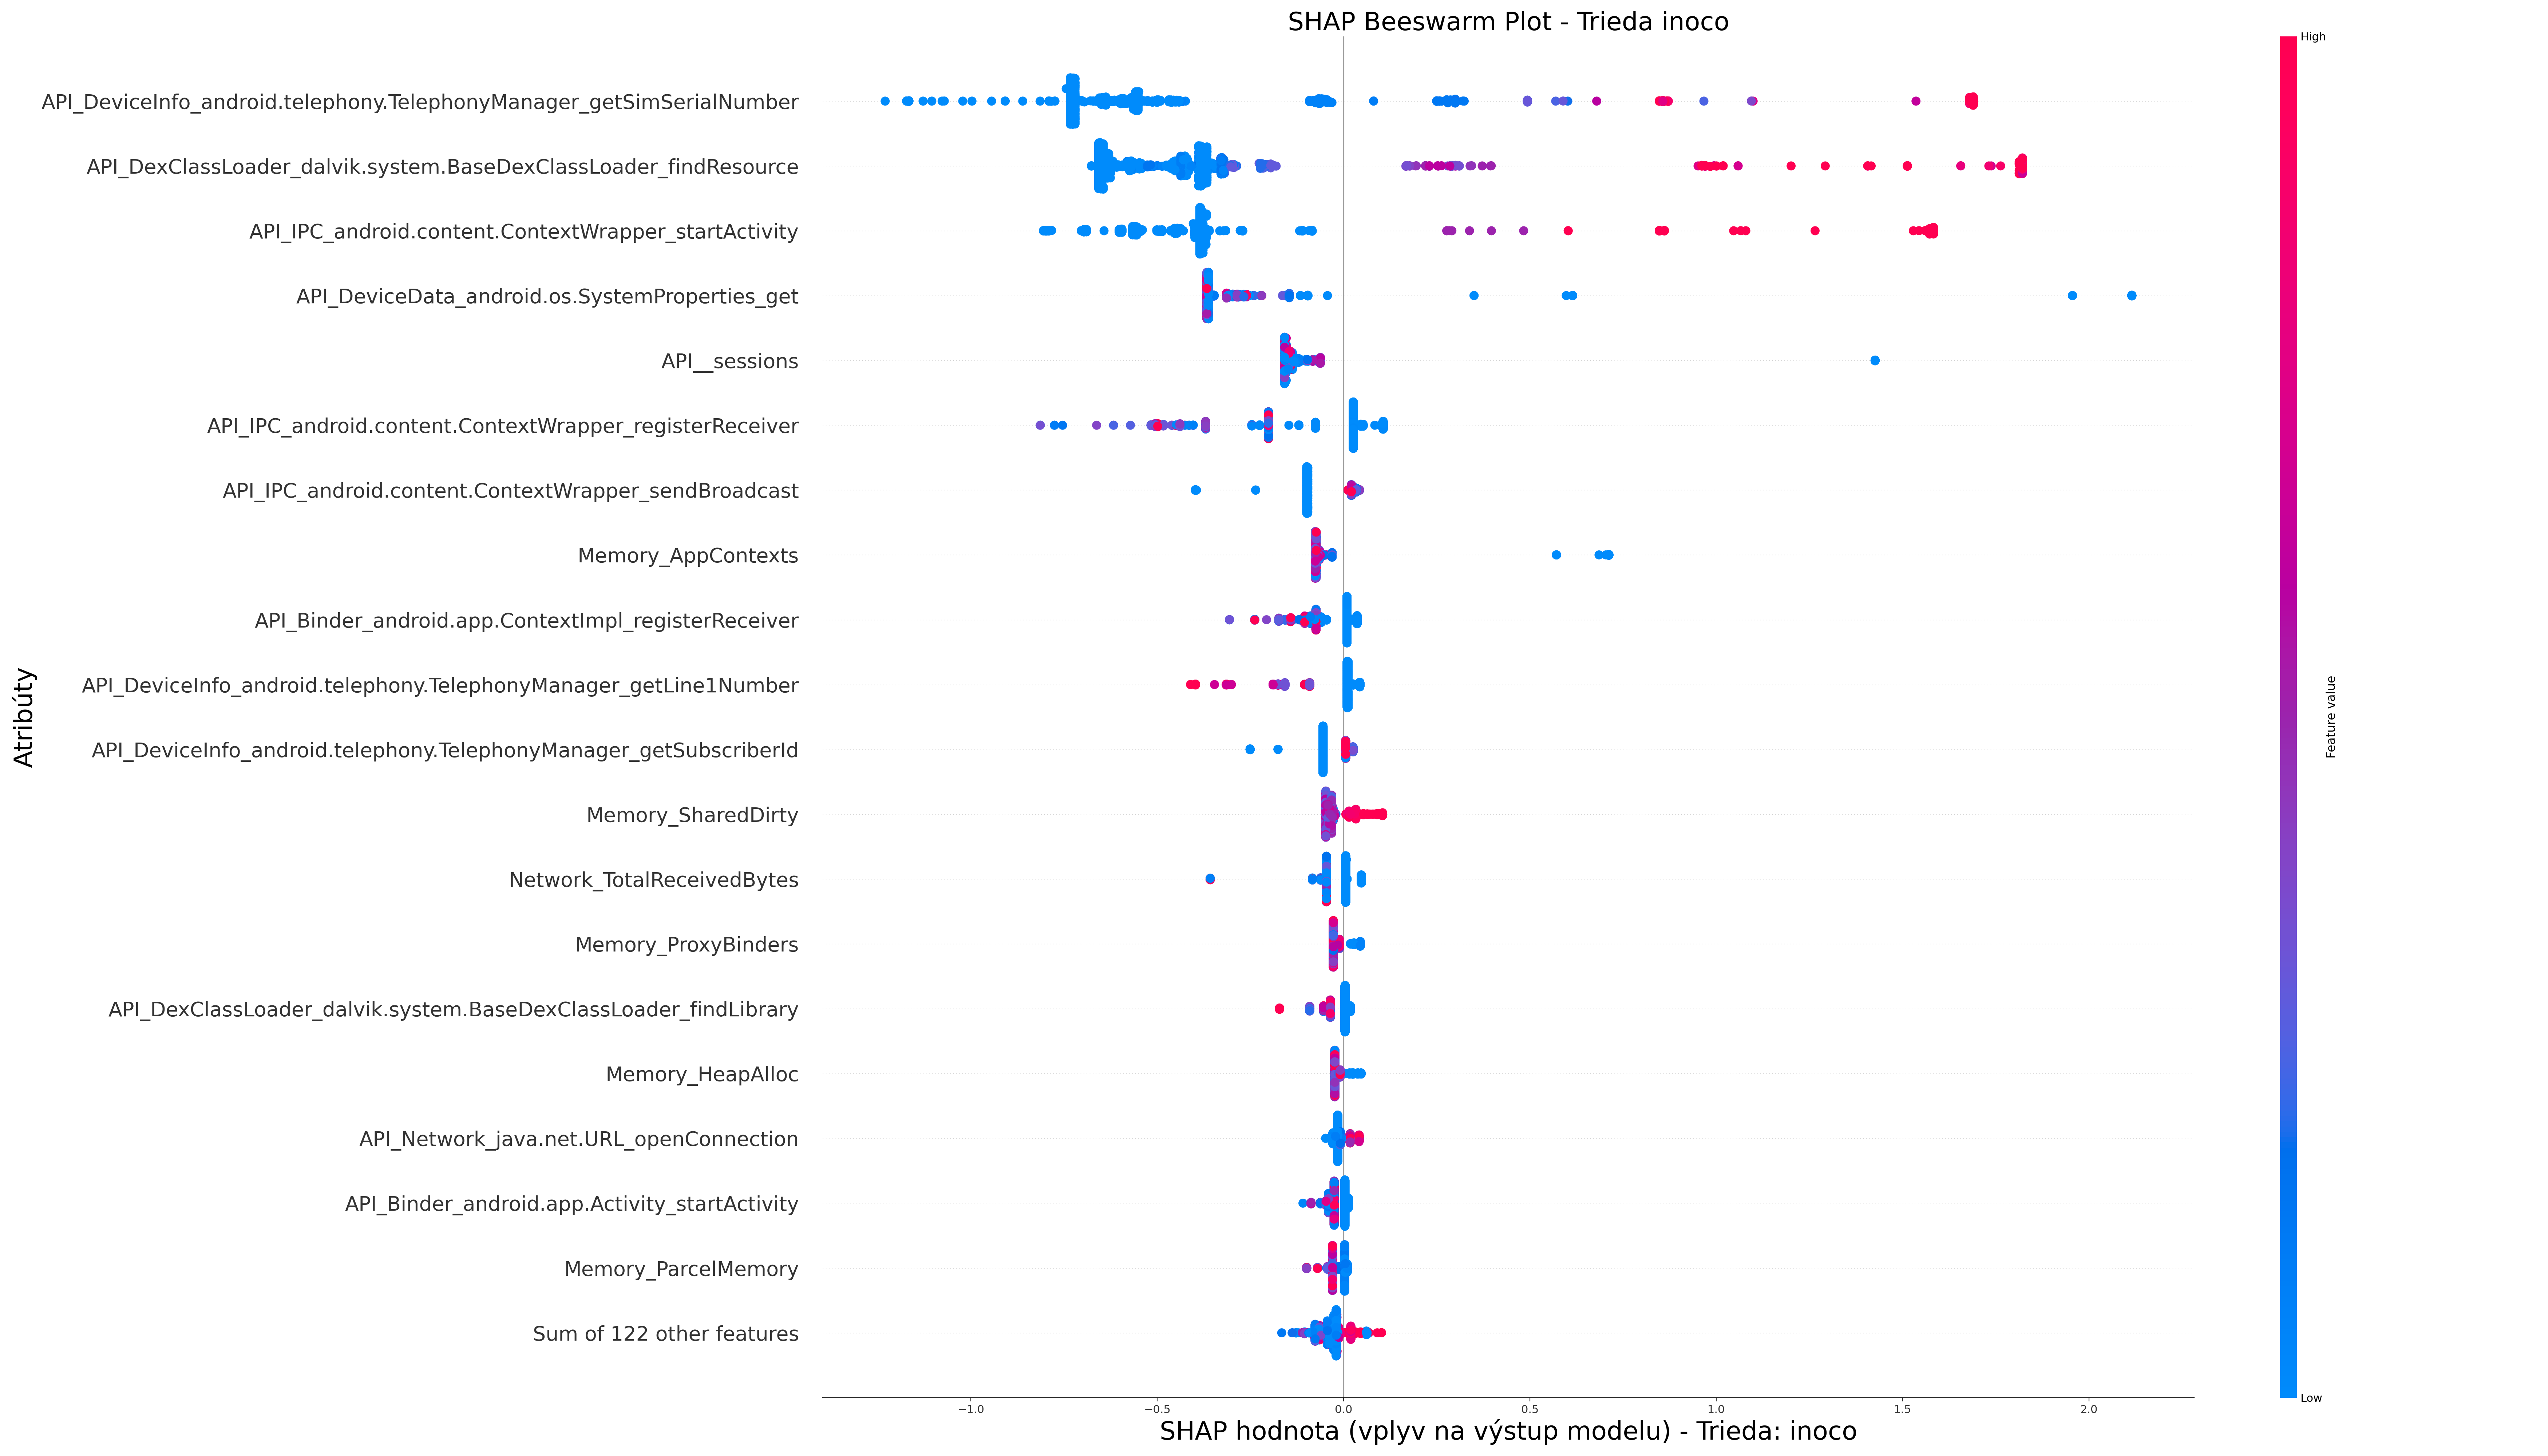 SHAP Beeswarm Plot - Trieda inoco
High
API_DeviceInfo_android.telephony.TelephonyManager_getSimSerialNumber
API_DexClassLoader_dalvik.system.BaseDexClassLoader_findResource
API_IPC_android.content.ContextWrapper_startActivity
API_DeviceData_android.os.SystemProperties_get
API__sessions
API_IPC_android.content.ContextWrapper_registerReceiver
API_IPC_android.content.ContextWrapper_sendBroadcast
Memory_AppContexts
API_Binder_android.app.ContextImpl_registerReceiver
API_DeviceInfo_android.telephony.TelephonyManager_getLine1Number
Atribúty
Feature value
API_DeviceInfo_android.telephony.TelephonyManager_getSubscriberId
Memory_SharedDirty
Network_TotalReceivedBytes
Memory_ProxyBinders
API_DexClassLoader_dalvik.system.BaseDexClassLoader_findLibrary
Memory_HeapAlloc
API_Network_java.net.URL_openConnection
API_Binder_android.app.Activity_startActivity
Memory_ParcelMemory
Sum of 122 other features
Low
−1.0 −0.5 0.0 0.5 1.0 1.5 2.0
SHAP hodnota (vplyv na výstup modelu) - Trieda: inoco